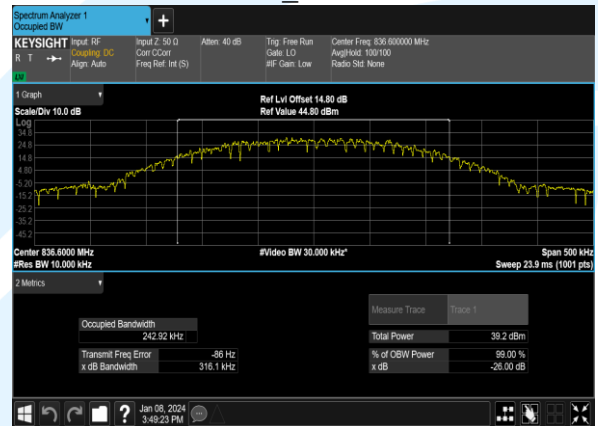 Spectrum Analyzer 1
Occupied BW
+
KEYSIGHT Input: RF Input Z: 50 Ω Atten: 40 dB Trig: Free Run Center Freq: 836.600000 MHz
R T Coupling: DC Corr CCorr Gate: LO Avg|Hold: 100/100
Align: Auto Freq Ref: Int (S) #IF Gain: Low Radio Std: None
LV
1 Graph
Ref Lvl Offset 14.80 dB
Scale/Div 10.0 dB Ref Value 44.80 dBm
Log
34.8
24.8
14.8
4.80
-5.20
-15.2
-25.2
-35.2
-45.2
Center 836.6000 MHz #Video BW 30.000 kHz* Span 500 kHz
#Res BW 10.000 kHz Sweep 23.9 ms (1001 pts)
2 Metrics
Measure Trace Trace 1
Occupied Bandwidth
242.92 kHz Total Power 39.2 dBm
Transmit Freq Error -86 Hz % of OBW Power 99.00 %
x dB Bandwidth 316.1 kHz x dB -26.00 dB
? Jan 08, 2024
3:49:23 PM